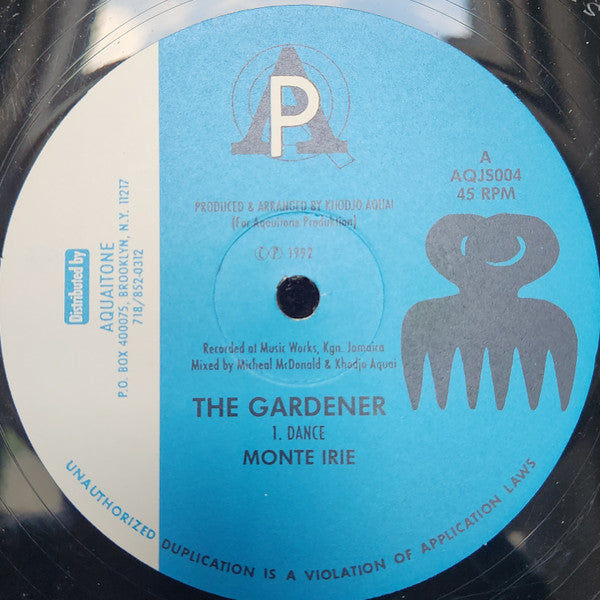 AP
A
AQJS004
45 RPM
PRODUCED & ARRANGED BY KHODJO AQUAI
(For Aquaitone Produktion)
©℗ 1992
Distributed by
AQUAITONE
P.O. BOX 400075, BROOKLYN, N.Y. 11217
718/852-0312
Recorded at Music Works, Kgn. Jamaica
Mixed by Micheal McDonald & Khodjo Aquai
THE GARDENER
1. DANCE
MONTE IRIE
UNAUTHORIZED DUPLICATION IS A VIOLATION OF APPLICATION LAWS